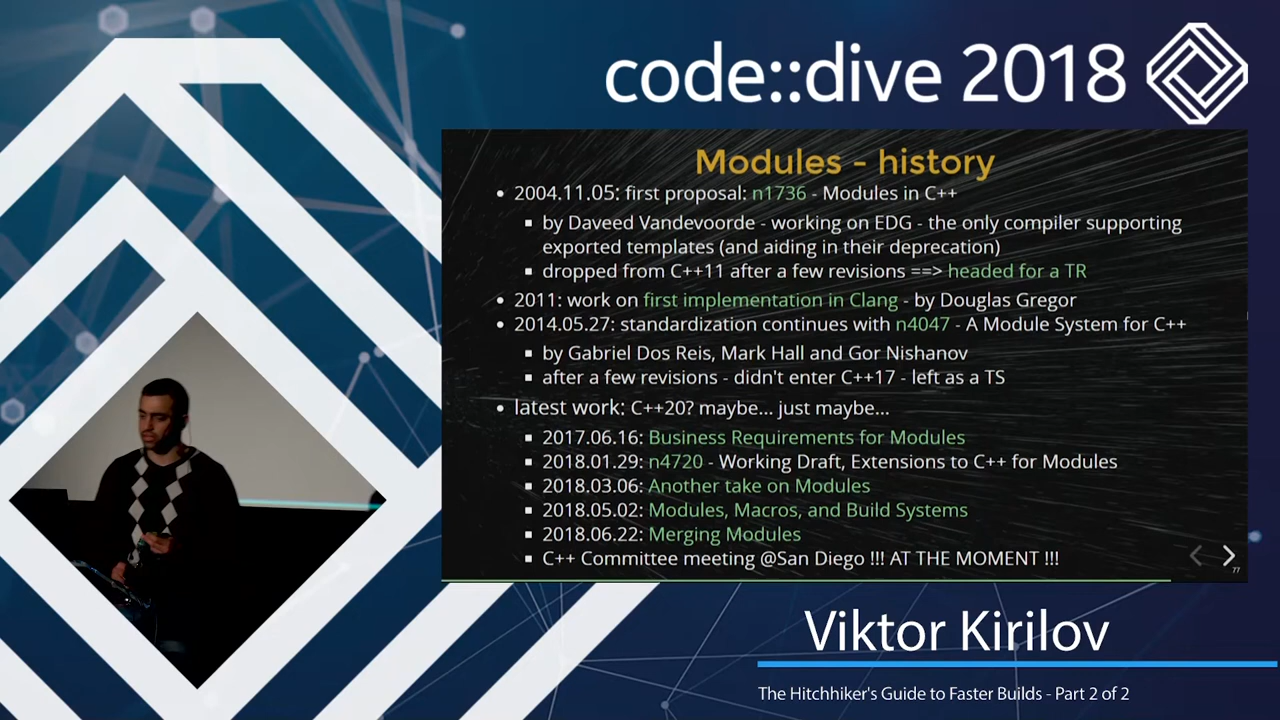 code::dive 2018
Modules - history
• 2004.11.05: first proposal: n1736 - Modules in C++
▪ by Daveed Vandevoorde - working on EDG - the only compiler supporting
exported templates (and aiding in their deprecation)
▪ dropped from C++11 after a few revisions ==> headed for a TR
• 2011: work on first implementation in Clang - by Douglas Gregor
• 2014.05.27: standardization continues with n4047 - A Module System for C++
▪ by Gabriel Dos Reis, Mark Hall and Gor Nishanov
▪ after a few revisions - didn't enter C++17 - left as a TS
• latest work: C++20? maybe... just maybe...
▪ 2017.06.16: Business Requirements for Modules
▪ 2018.01.29: n4720 - Working Draft, Extensions to C++ for Modules
▪ 2018.03.06: Another take on Modules
▪ 2018.05.02: Modules, Macros, and Build Systems
▪ 2018.06.22: Merging Modules
▪ C++ Committee meeting @San Diego !!! AT THE MOMENT !!!
77
Viktor Kirilov
The Hitchhiker's Guide to Faster Builds - Part 2 of 2